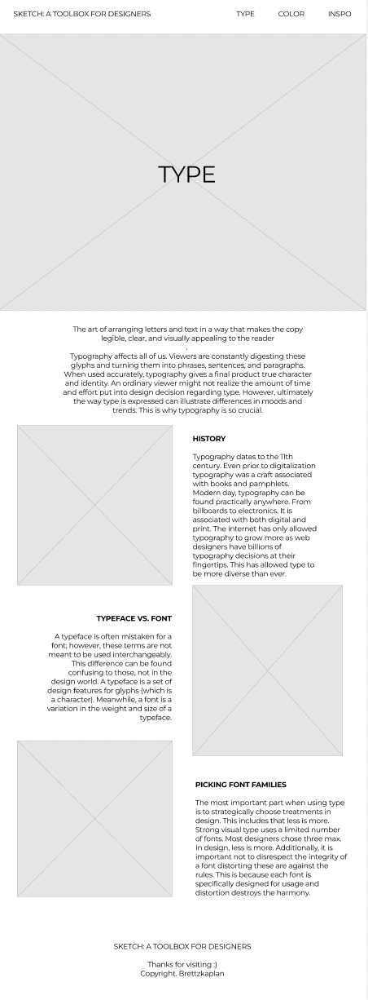 SKETCH: A TOOLBOX FOR DESIGNERS TYPE COLOR INSPO
TYPE
The art of arranging letters and text in a way that makes the copy
legible, clear, and visually appealing to the reader
.
Typography affects all of us. Viewers are constantly digesting these
glyphs and turning them into phrases, sentences, and paragraphs.
When used accurately, typography gives a final product true character
and identity. An ordinary viewer might not realize the amount of time
and effort put into design decision regarding type. However, ultimately
the way type is expressed can illustrate differences in moods and
trends. This is why typography is so crucial.
HISTORY
Typography dates to the 11th
century. Even prior to digitalization
typography was a craft associated
with books and pamphlets.
Modern day, typography can be
found practically anywhere. From
billboards to electronics. It is
associated with both digital and
print. The internet has only allowed
typography to grow more as web
designers have billions of
typography decisions at their
fingertips. This has allowed type to
be more diverse than ever.
TYPEFACE VS. FONT
A typeface is often mistaken for a
font; however, these terms are not
meant to be used interchangeably.
This difference can be found
confusing to those, not in the
design world. A typeface is a set of
design features for glyphs (which is
a character). Meanwhile, a font is a
variation in the weight and size of a
typeface.
PICKING FONT FAMILIES
The most important part when using type
is to strategically choose treatments in
design. This includes that less is more.
Strong visual type uses a limited number
of fonts. Most designers chose three max.
In design, less is more. Additionally, it is
important not to disrespect the integrity of
a font distorting these are against the
rules. This is because each font is
specifically designed for usage and
distortion destroys the harmony.
SKETCH: A TOOLBOX FOR DESIGNERS
Thanks for visiting :)
Copyright. Brettzkaplan